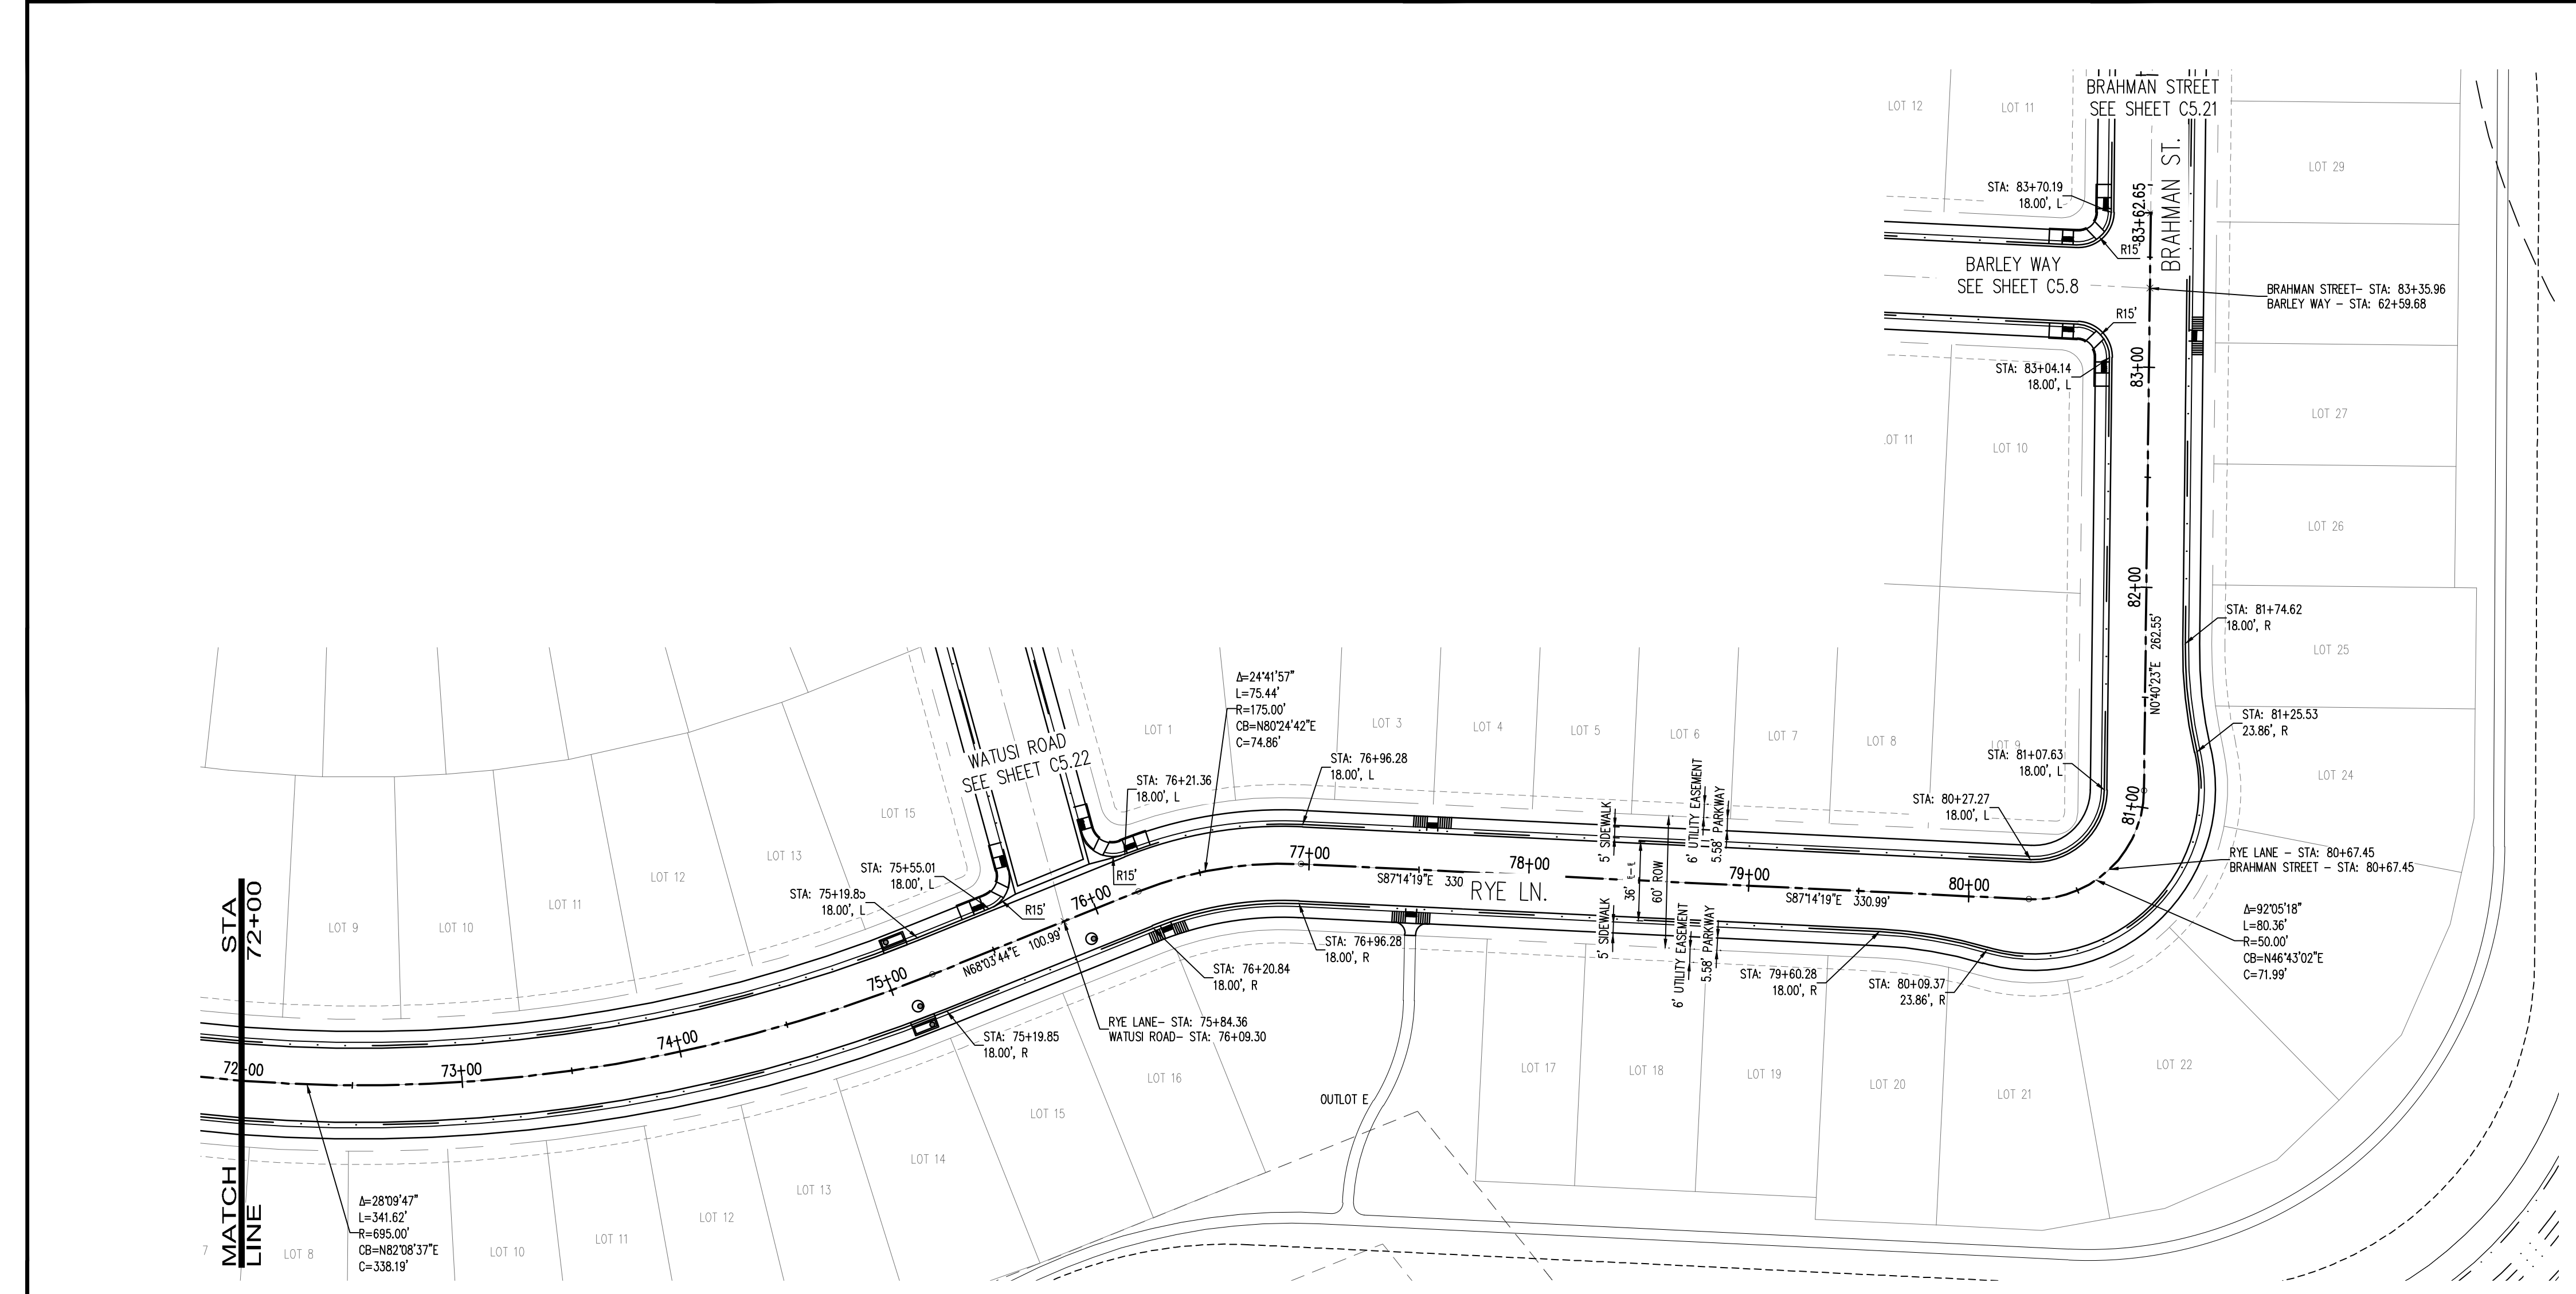 BRAHMAN STREET
SEE SHEET C5.21
LOT 12
LOT 11
BRAHMAN ST.
LOT 29
STA: 83+70.19
18.00', L
83+62.65
R15'
BARLEY WAY
SEE SHEET C5.8
BRAHMAN STREET- STA: 83+35.96
BARLEY WAY - STA: 62+59.68
R15'
STA: 83+04.14
18.00', L
83+00
LOT 27
LOT 11
LOT 10
LOT 26
82+00
STA: 81+74.62
18.00', R
N0°40'23"E 262.55'
LOT 25
Δ=24°41'57"
L=75.44'
R=175.00'
CB=N80°24'42"E
C=74.86'
LOT 1
LOT 3
LOT 4
LOT 5
LOT 6
LOT 7
LOT 8
LOT 9
STA: 81+25.53
23.86', R
WATUSI ROAD
SEE SHEET C5.22
STA: 76+96.28
18.00', L
STA: 81+07.63
18.00', L
LOT 24
STA: 76+21.36
18.00', L
5' SIDEWALK
6' UTILITY EASEMENT
5.58' PARKWAY
STA: 80+27.27
18.00', L
81+00
LOT 15
LOT 13
LOT 12
LOT 11
LOT 10
LOT 9
STA: 75+55.01
18.00', L
STA: 75+19.85
18.00', L
R15'
R15'
76+00
77+00
78+00
79+00
80+00
S87°14'19"E 330
RYE LN.
36'
60' ROW
S87°14'19"E 330.99'
RYE LANE - STA: 80+67.45
BRAHMAN STREET - STA: 80+67.45
Δ=92°05'18"
L=80.36'
R=50.00'
CB=N46°43'02"E
C=71.99'
STA
72+00
N68°03'44"E 100.99'
75+00
STA: 76+96.28
18.00', R
STA: 76+20.84
18.00', R
5' SIDEWALK
6' UTILITY EASEMENT
5.58' PARKWAY
STA: 79+60.28
18.00', R
STA: 80+09.37
23.86', R
RYE LANE- STA: 75+84.36
WATUSI ROAD- STA: 76+09.30
STA: 75+19.85
18.00', R
72+00
73+00
74+00
LOT 16
LOT 17
LOT 18
LOT 19
LOT 20
LOT 21
LOT 22
OUTLOT E
LOT 15
LOT 14
LOT 13
LOT 12
LOT 11
LOT 10
LOT 8
7
MATCH
LINE
Δ=28°09'47"
L=341.62'
R=695.00'
CB=N82°08'37"E
C=338.19'